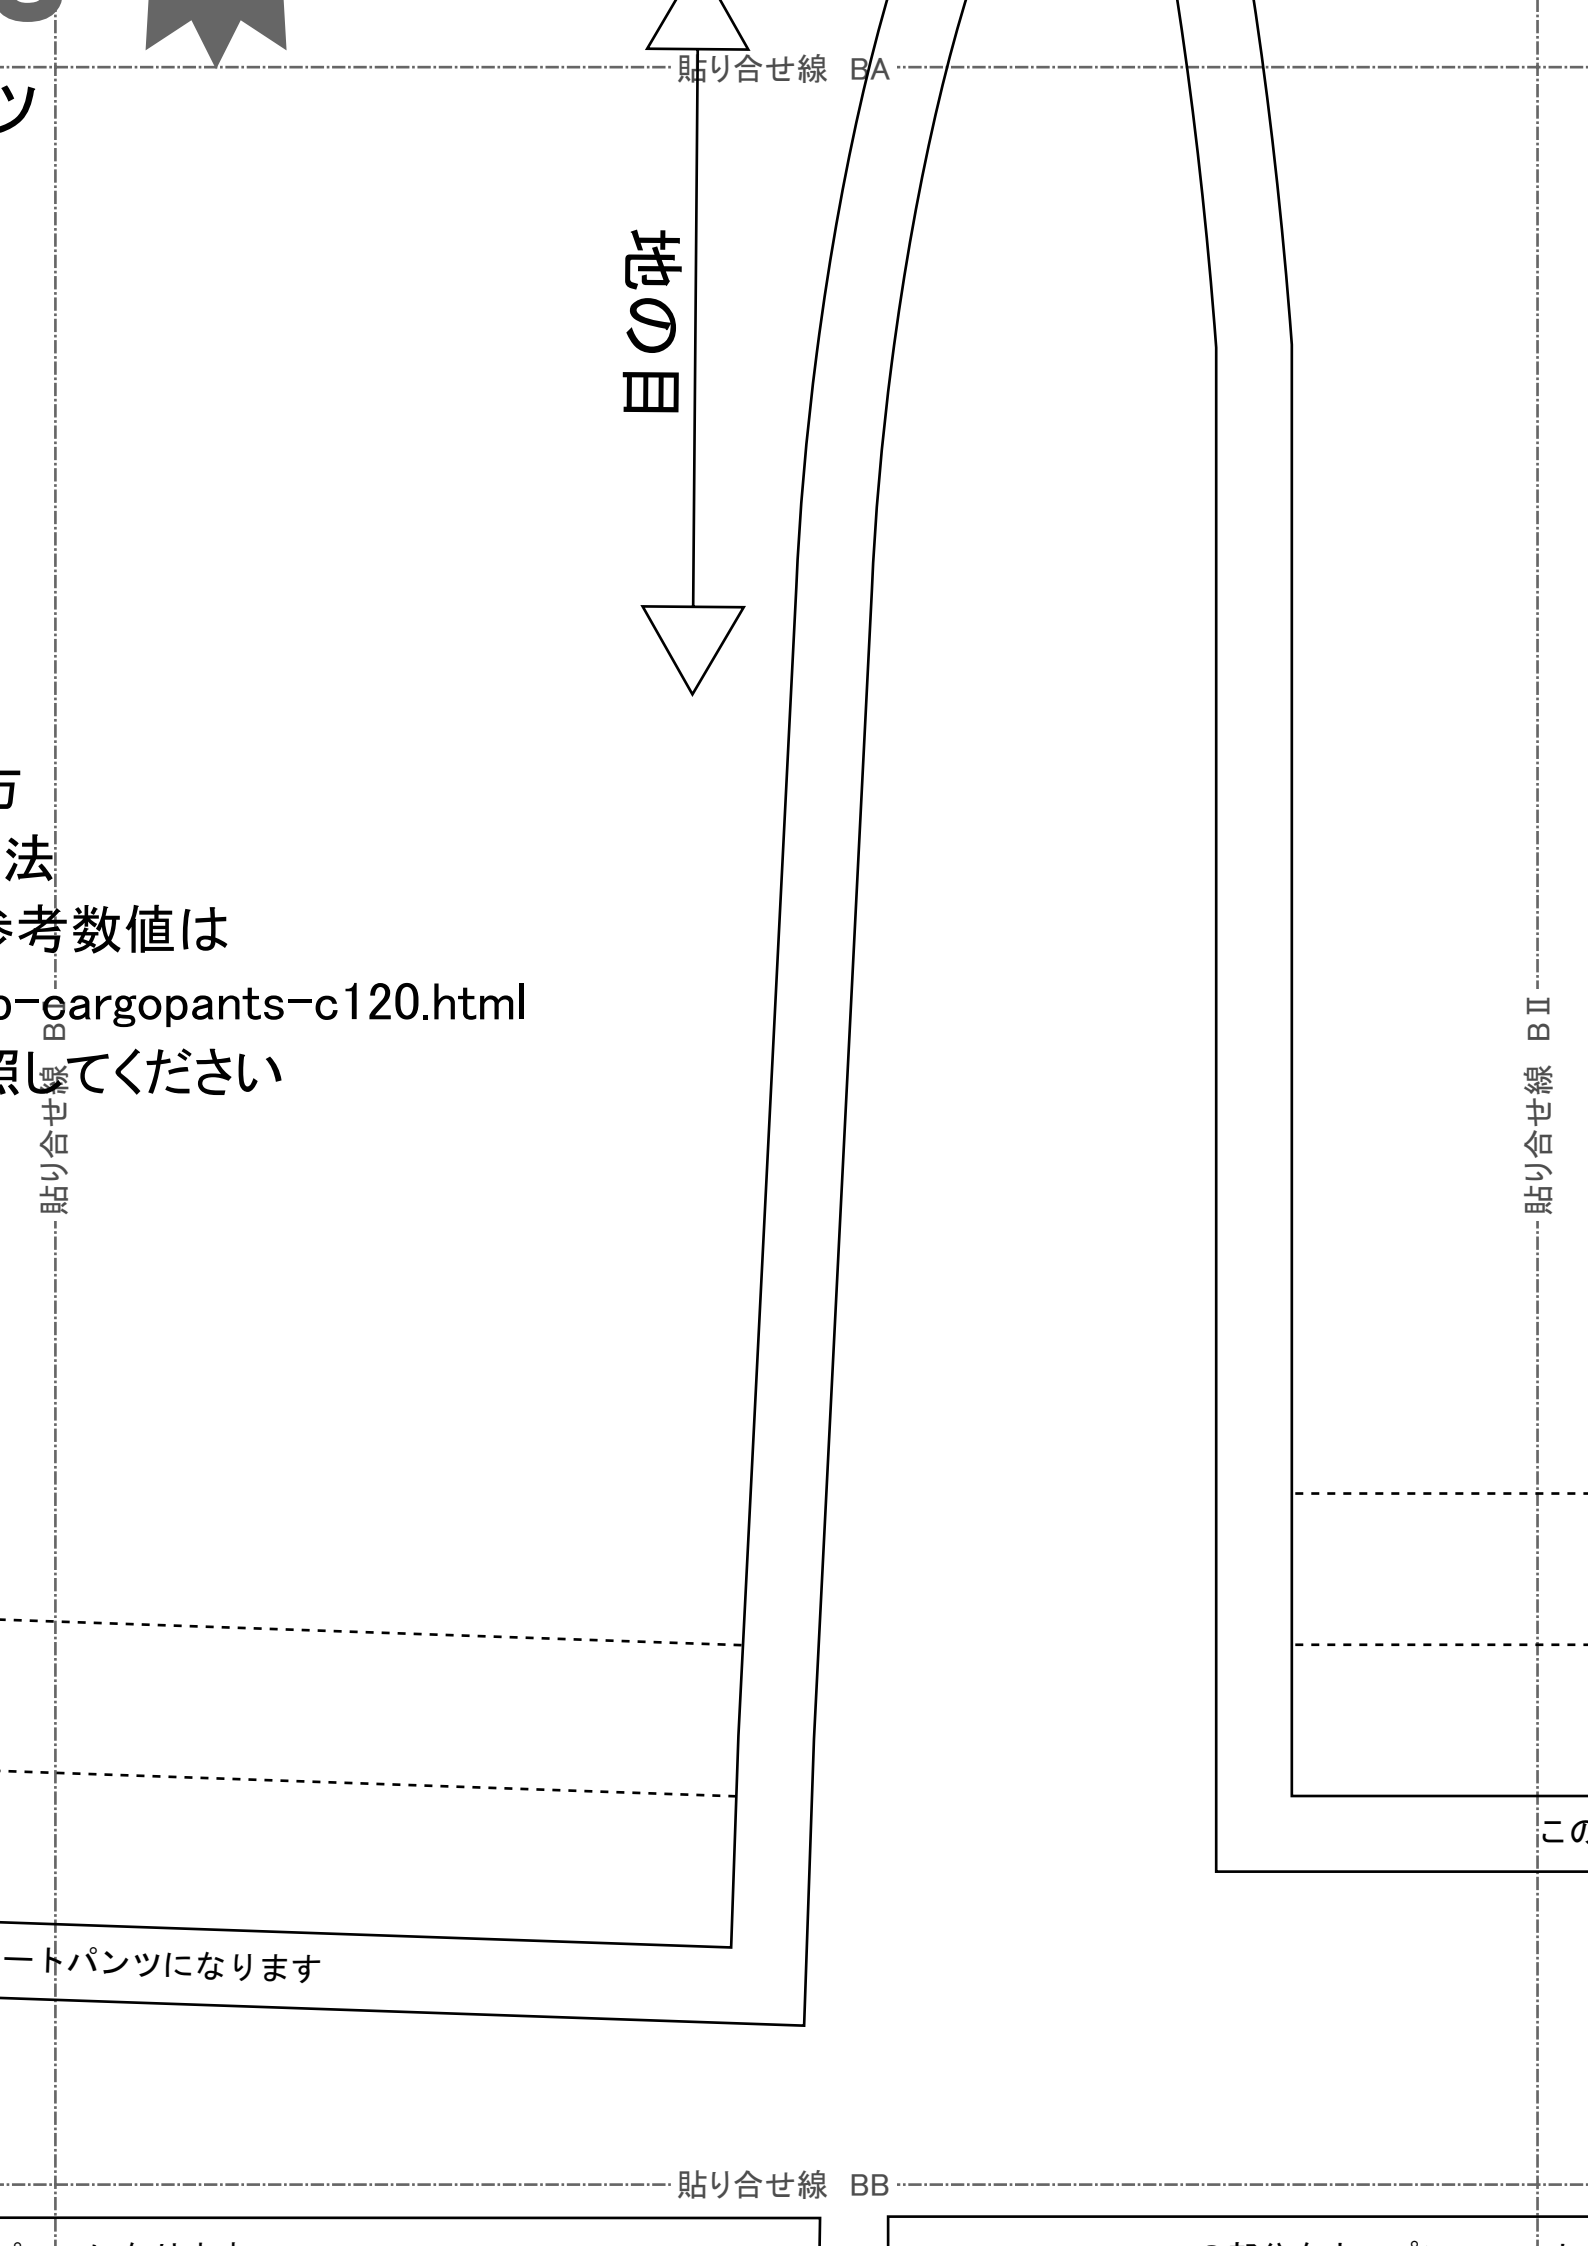 貼り合せ線 BA
ツ
地の目
方
法
参考数値は
p-cargopants-c120.html
照してください
貼り合せ線 BⅠ
貼り合せ線 BⅡ
この
ートパンツになります
貼り合せ線 BB